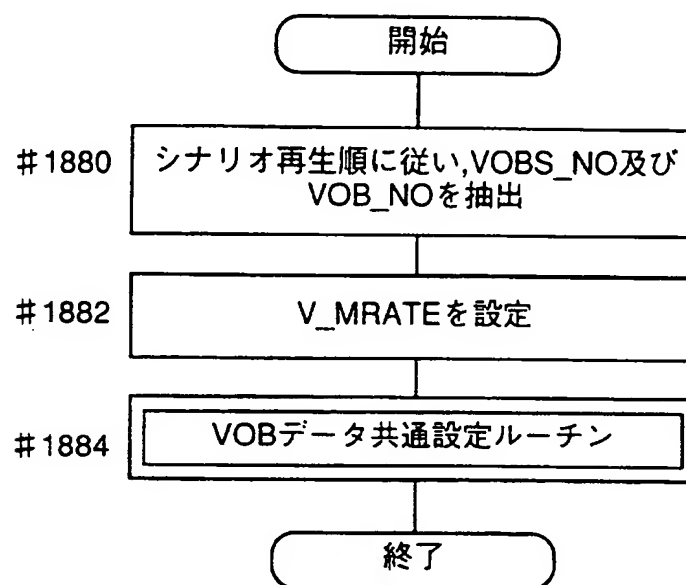 開始
#1880
シナリオ再生順に従い,VOBS_NO及び
VOB_NOを抽出
#1882
V_MRATEを設定
#1884
VOBデータ共通設定ルーチン
終了